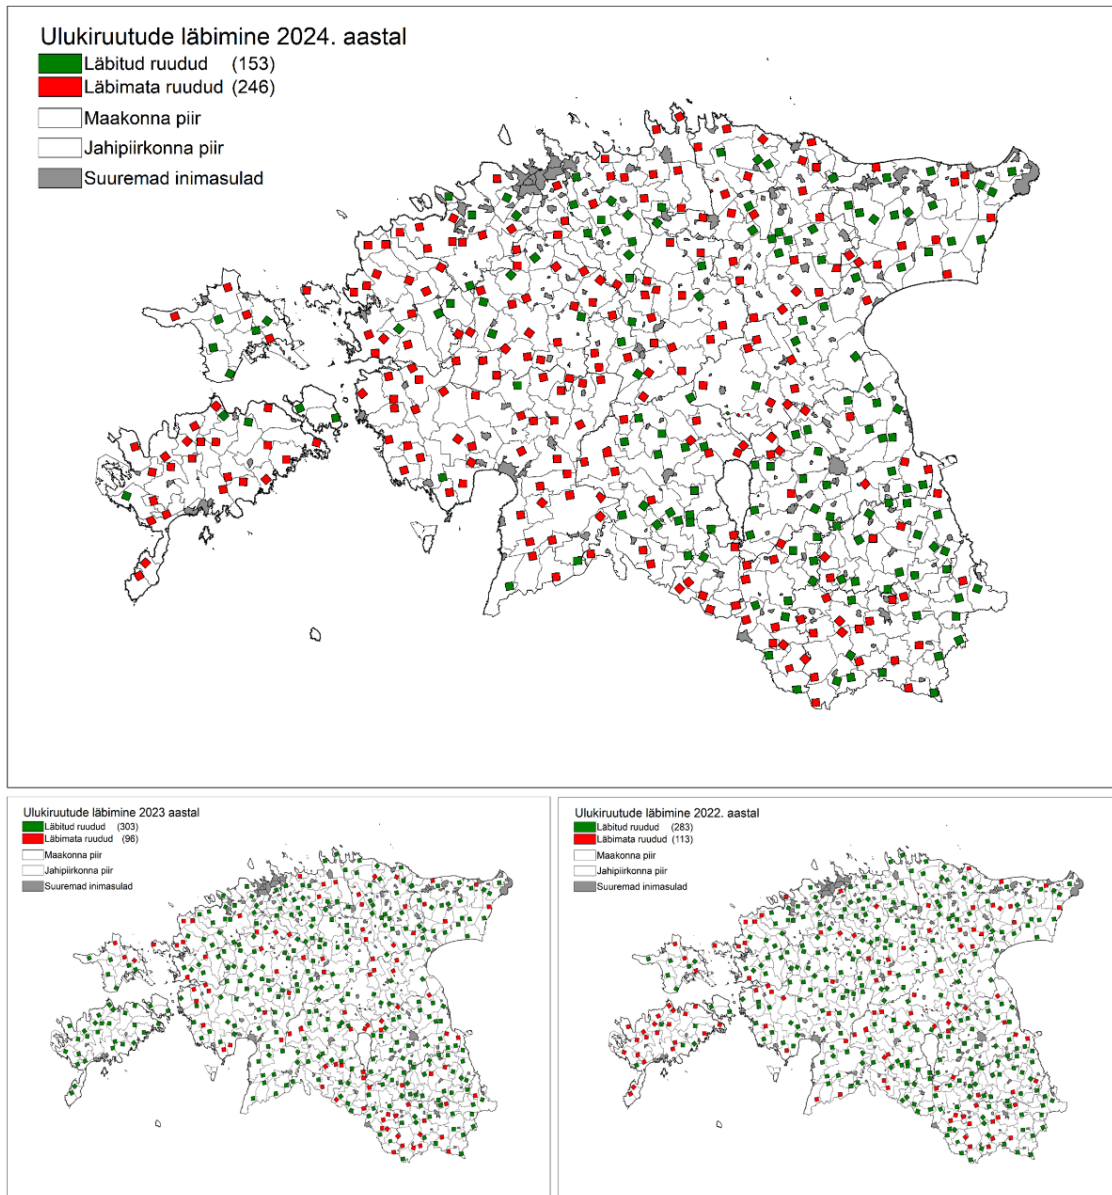 Ulukiruutude läbimine 2024. aastal
Läbitud ruudud (153)
Läbimata ruudud (246)
Maakonna piir
Jahipiirkonna piir
Suuremad inimasulad
Ulukiruutude läbimine 2023 aastal
Läbitud ruudud (303)
Läbimata ruudud (96)
Maakonna piir
Jahipiirkonna piir
Suuremad inimasulad
Ulukiruutude läbimine 2022. aastal
Läbitud ruudud (283)
Läbimata ruudud (113)
Maakonna piir
Jahipiirkonna piir
Suuremad inimasulad